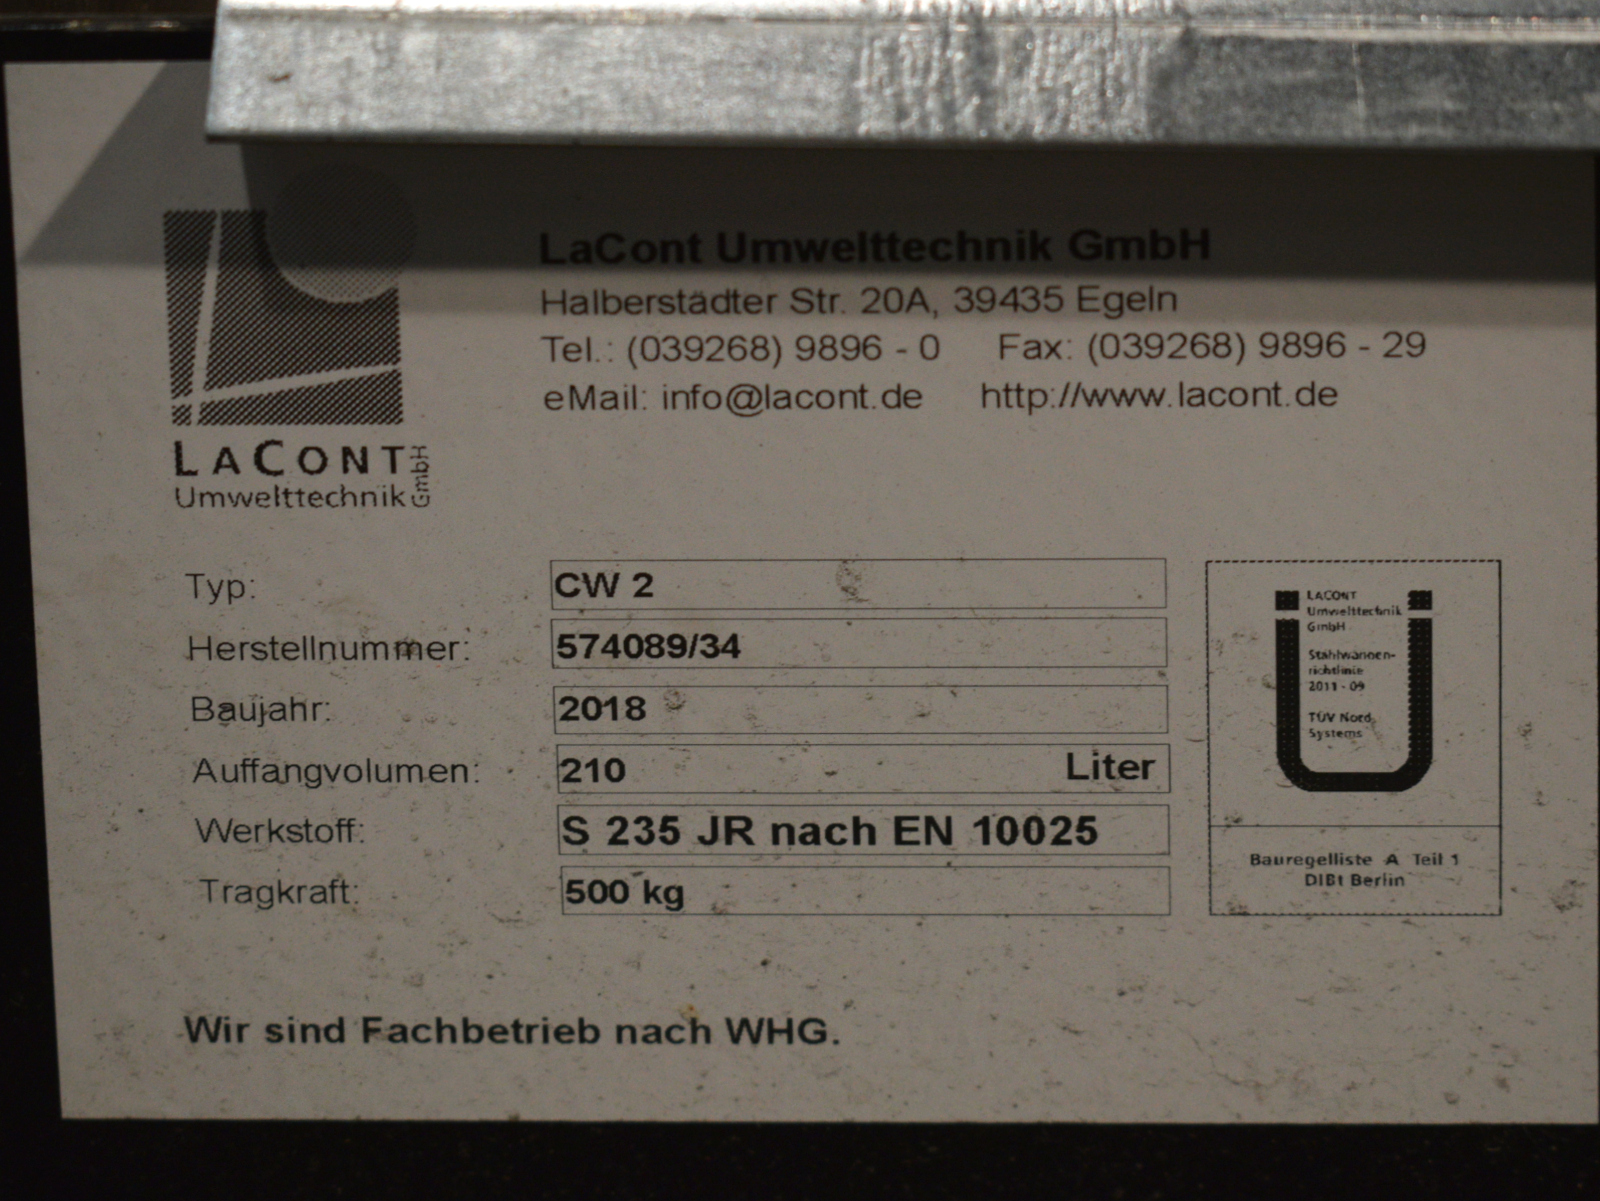 LaCont Umwelttechnik GmbH
Halberstädter Str. 20A, 39435 Egeln
Tel.: (039268) 9896 - 0 Fax: (039268) 9896 - 29
eMail: info@lacont.de http://www.lacont.de
LACONT GmbH
Umwelttechnik
Typ: CW 2
Herstellnummer: 574089/34
Baujahr: 2018
Auffangvolumen: 210 Liter
Werkstoff: S 235 JR nach EN 10025
Tragkraft: 500 kg
LACONT
Umwelttechnik
GmbH
Stahlwannen-
richtlinie
2011 - 09
TÜV Nord
Systems
Bauregelliste A Teil 1
DIBt Berlin
Wir sind Fachbetrieb nach WHG.